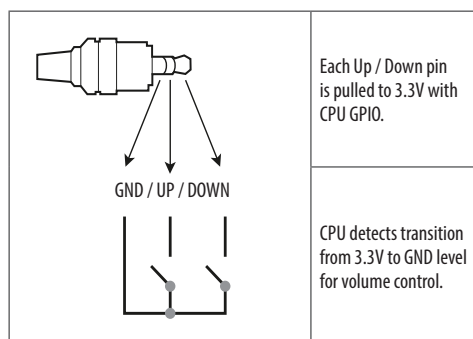 Each Up / Down pin
is pulled to 3.3V with
CPU GPIO.
GND / UP / DOWN
CPU detects transition
from 3.3V to GND level
for volume control.